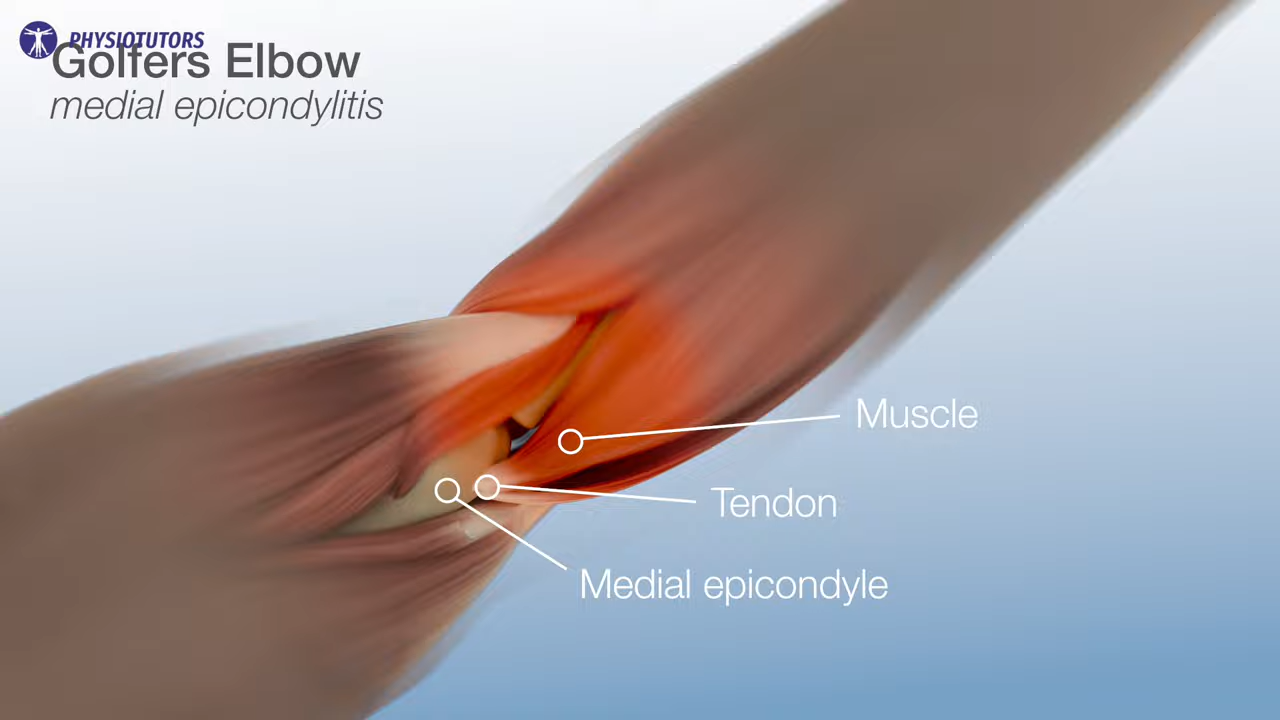 PHYSIOTUTORS
Golfers Elbow
medial epicondylitis
Muscle
Tendon
Medial epicondyle